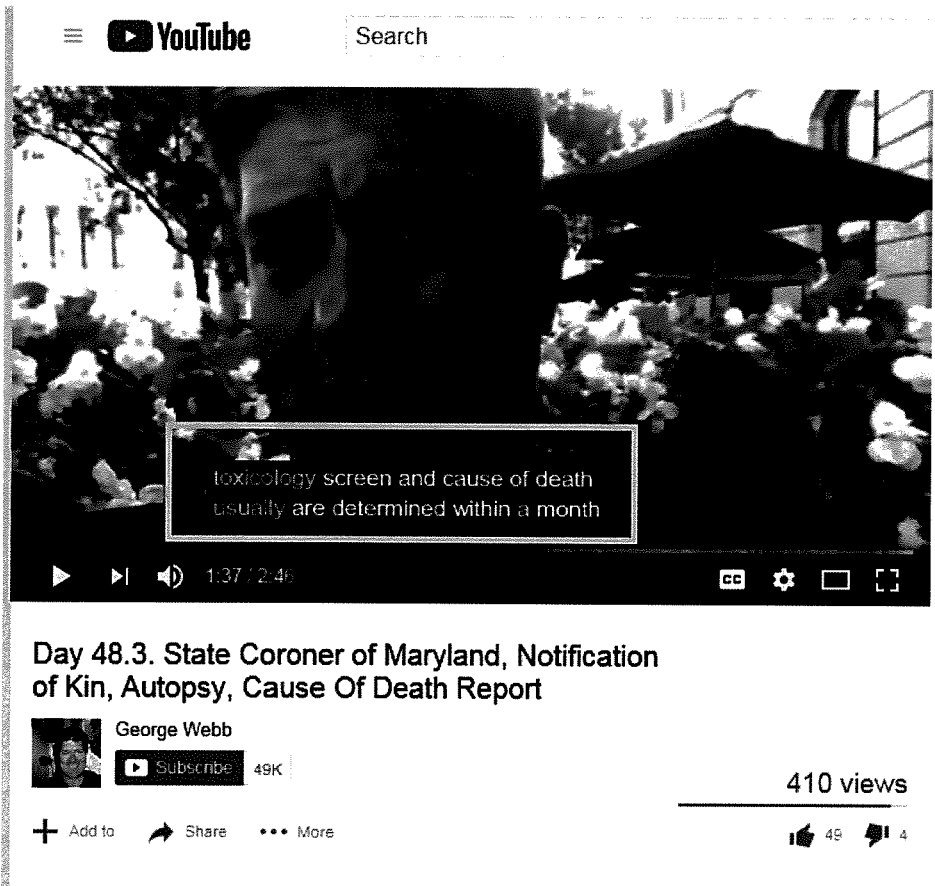 YouTube
Search
toxicology screen and cause of death
usually are determined within a month
1:37 / 2:46
CC
Day 48.3. State Coroner of Maryland, Notification
of Kin, Autopsy, Cause Of Death Report
George Webb
Subscribe 49K
410 views
Add to Share More
49 4